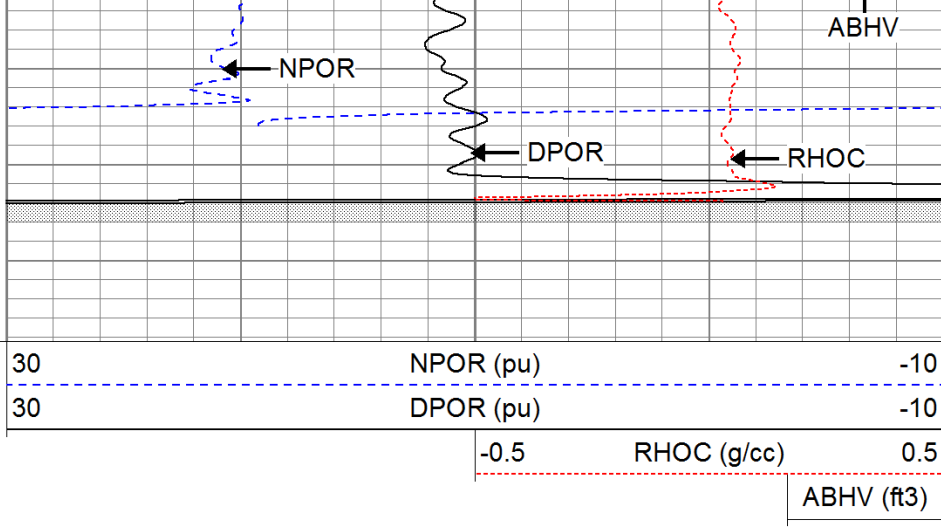 ABHV
NPOR
DPOR
RHOC
30 NPOR (pu) -10
30 DPOR (pu) -10
-0.5 RHOC (g/cc) 0.5
ABHV (ft3)